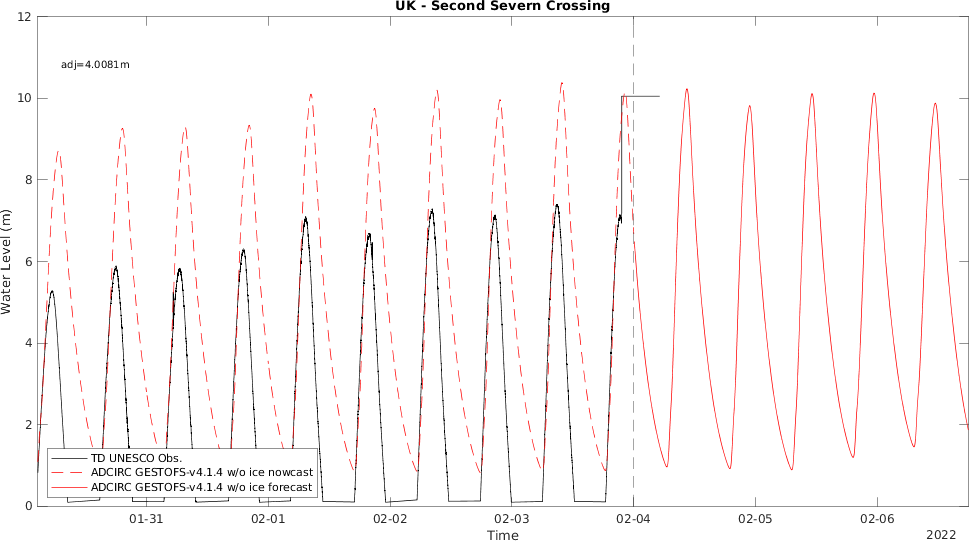 UK - Second Severn Crossing
12
10
8
6
4
2
0
Water Level (m)
adj=4.0081m
TD UNESCO Obs.
ADCIRC GESTOFS-v4.1.4 w/o ice nowcast
ADCIRC GESTOFS-v4.1.4 w/o ice forecast
01-31 02-01 02-02 02-03 02-04 02-05 02-06
Time
2022